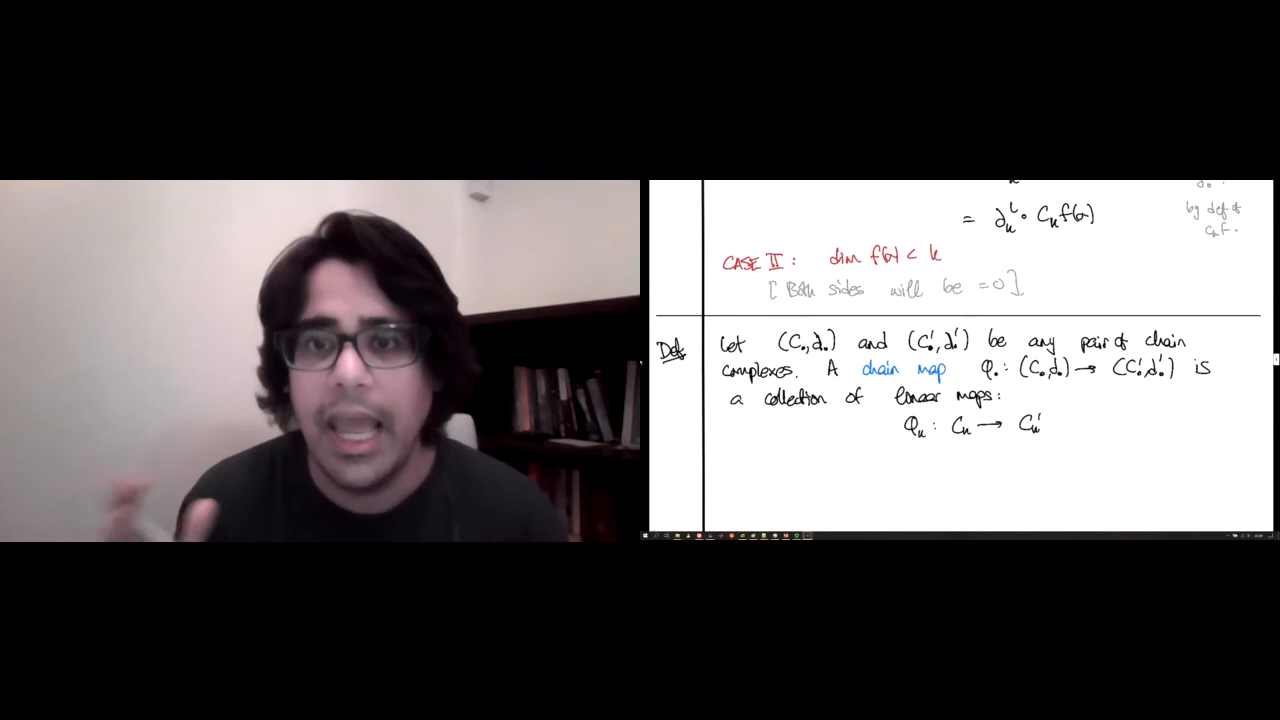 = ∂ₖᴸ ∘ Cₖf(σ)
by def of
Cₖf.
CASE II: dim f(σ) < k
[Both sides will be = 0].
Def Let (C•, d•) and (C'•, d'•) be any pair of chain
complexes. A chain map φ• : (C•, d•) → (C'•, d'•) is
a collection of linear maps:
φₖ : Cₖ → Cₖ'